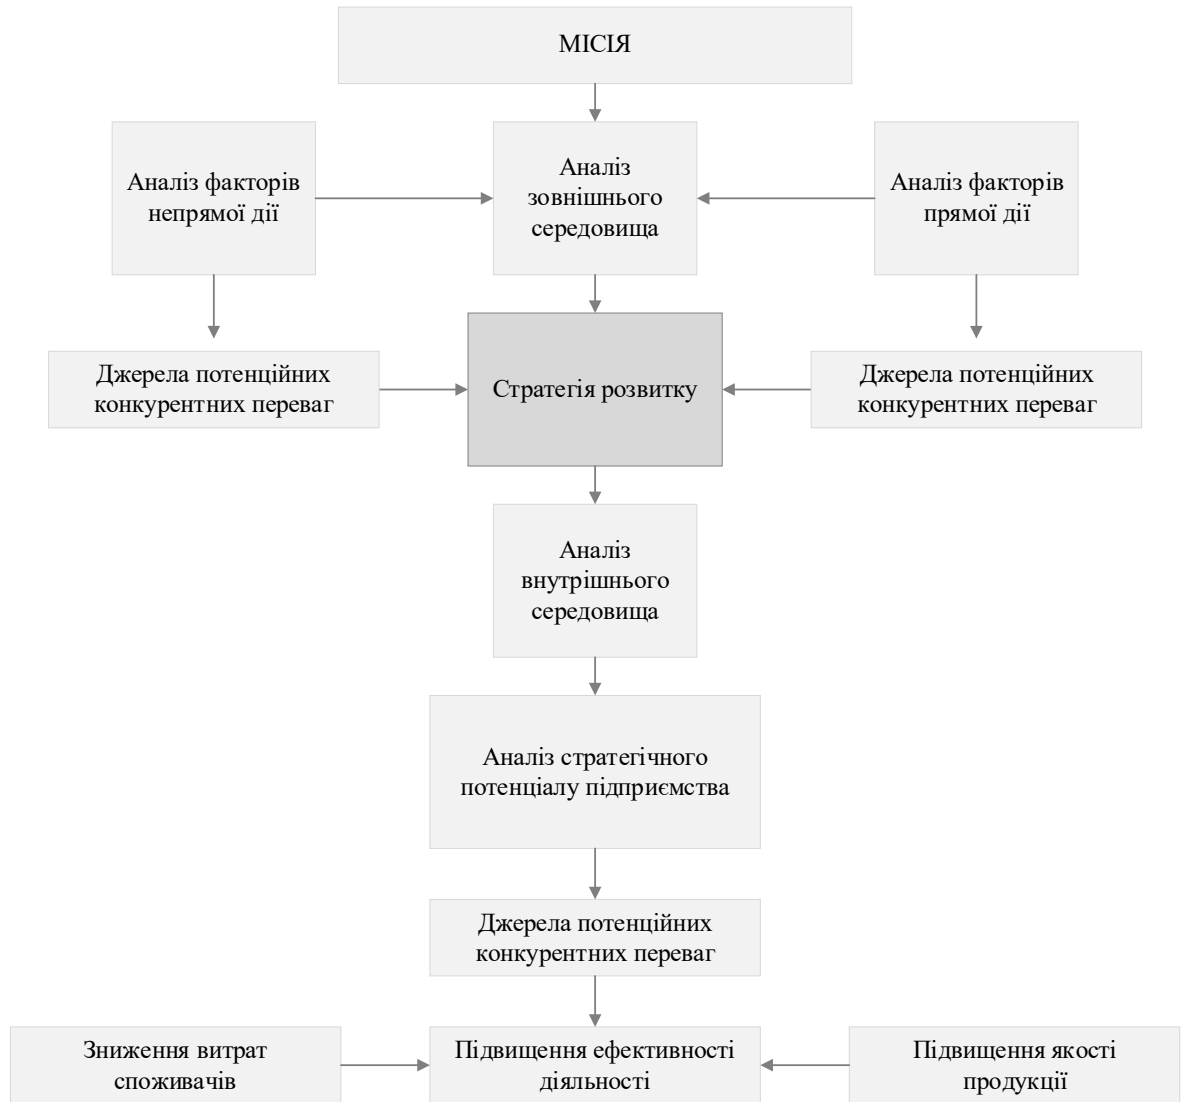 МІСІЯ
Аналіз факторів
непрямої дії
Аналіз
зовнішнього
середовища
Аналіз факторів
прямої дії
Джерела потенційних
конкурентних переваг
Стратегія розвитку
Джерела потенційних
конкурентних переваг
Аналіз
внутрішнього
середовища
Аналіз стратегічного
потенціалу підприємства
Джерела потенційних
конкурентних переваг
Зниження витрат
споживачів
Підвищення ефективності
діяльності
Підвищення якості
продукції